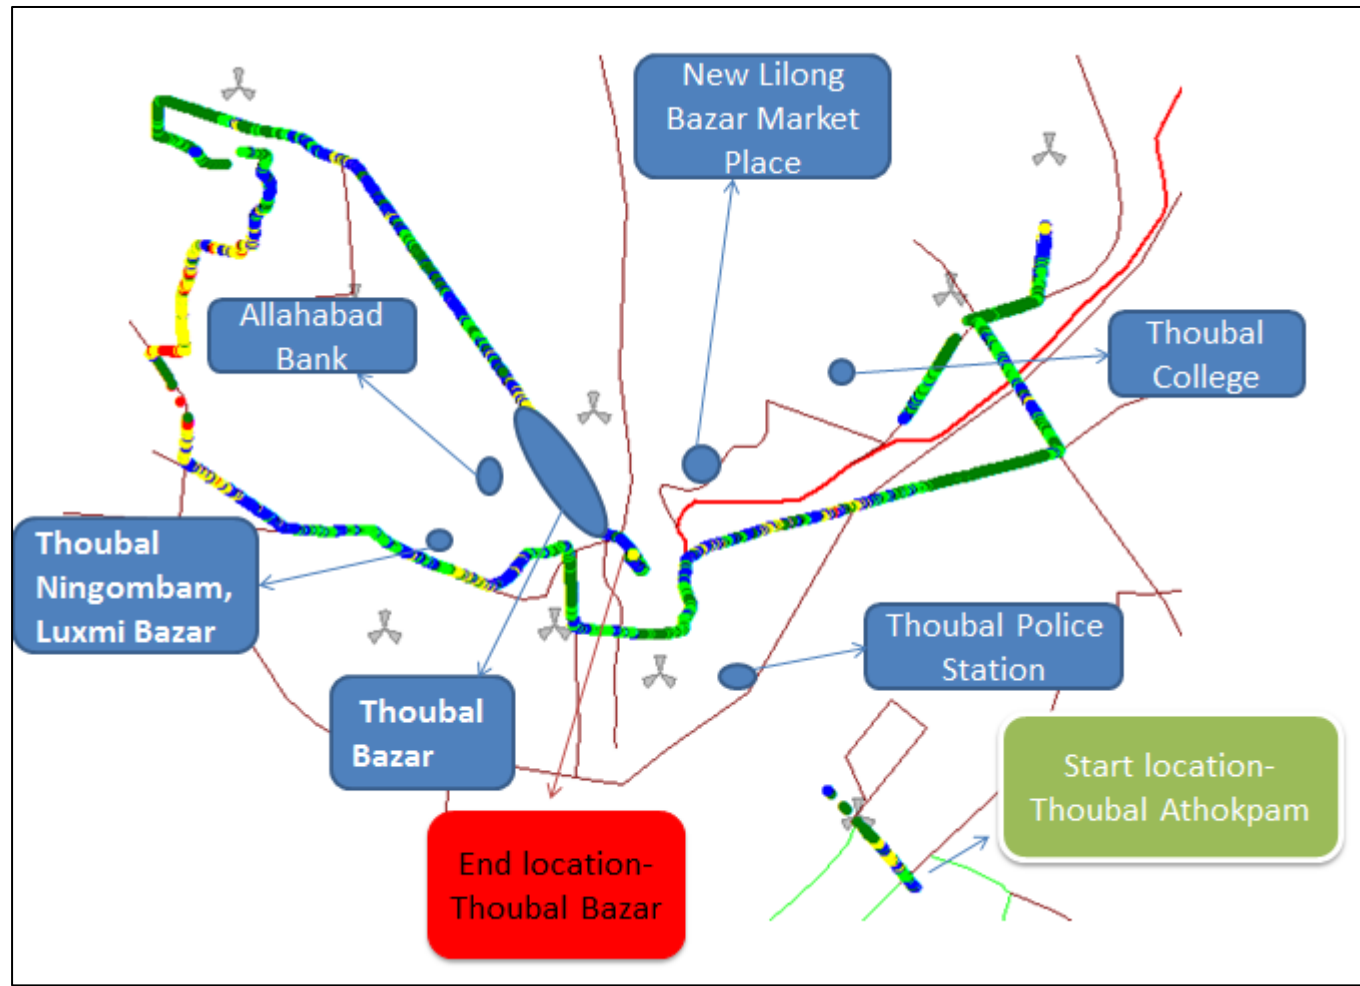 New Lilong
Bazar Market
Place
Allahabad
Bank
Thoubal
College
Thoubal
Ningombam,
Luxmi Bazar
Thoubal Police
Station
Thoubal
Bazar
Start location-
Thoubal Athokpam
End location-
Thoubal Bazar